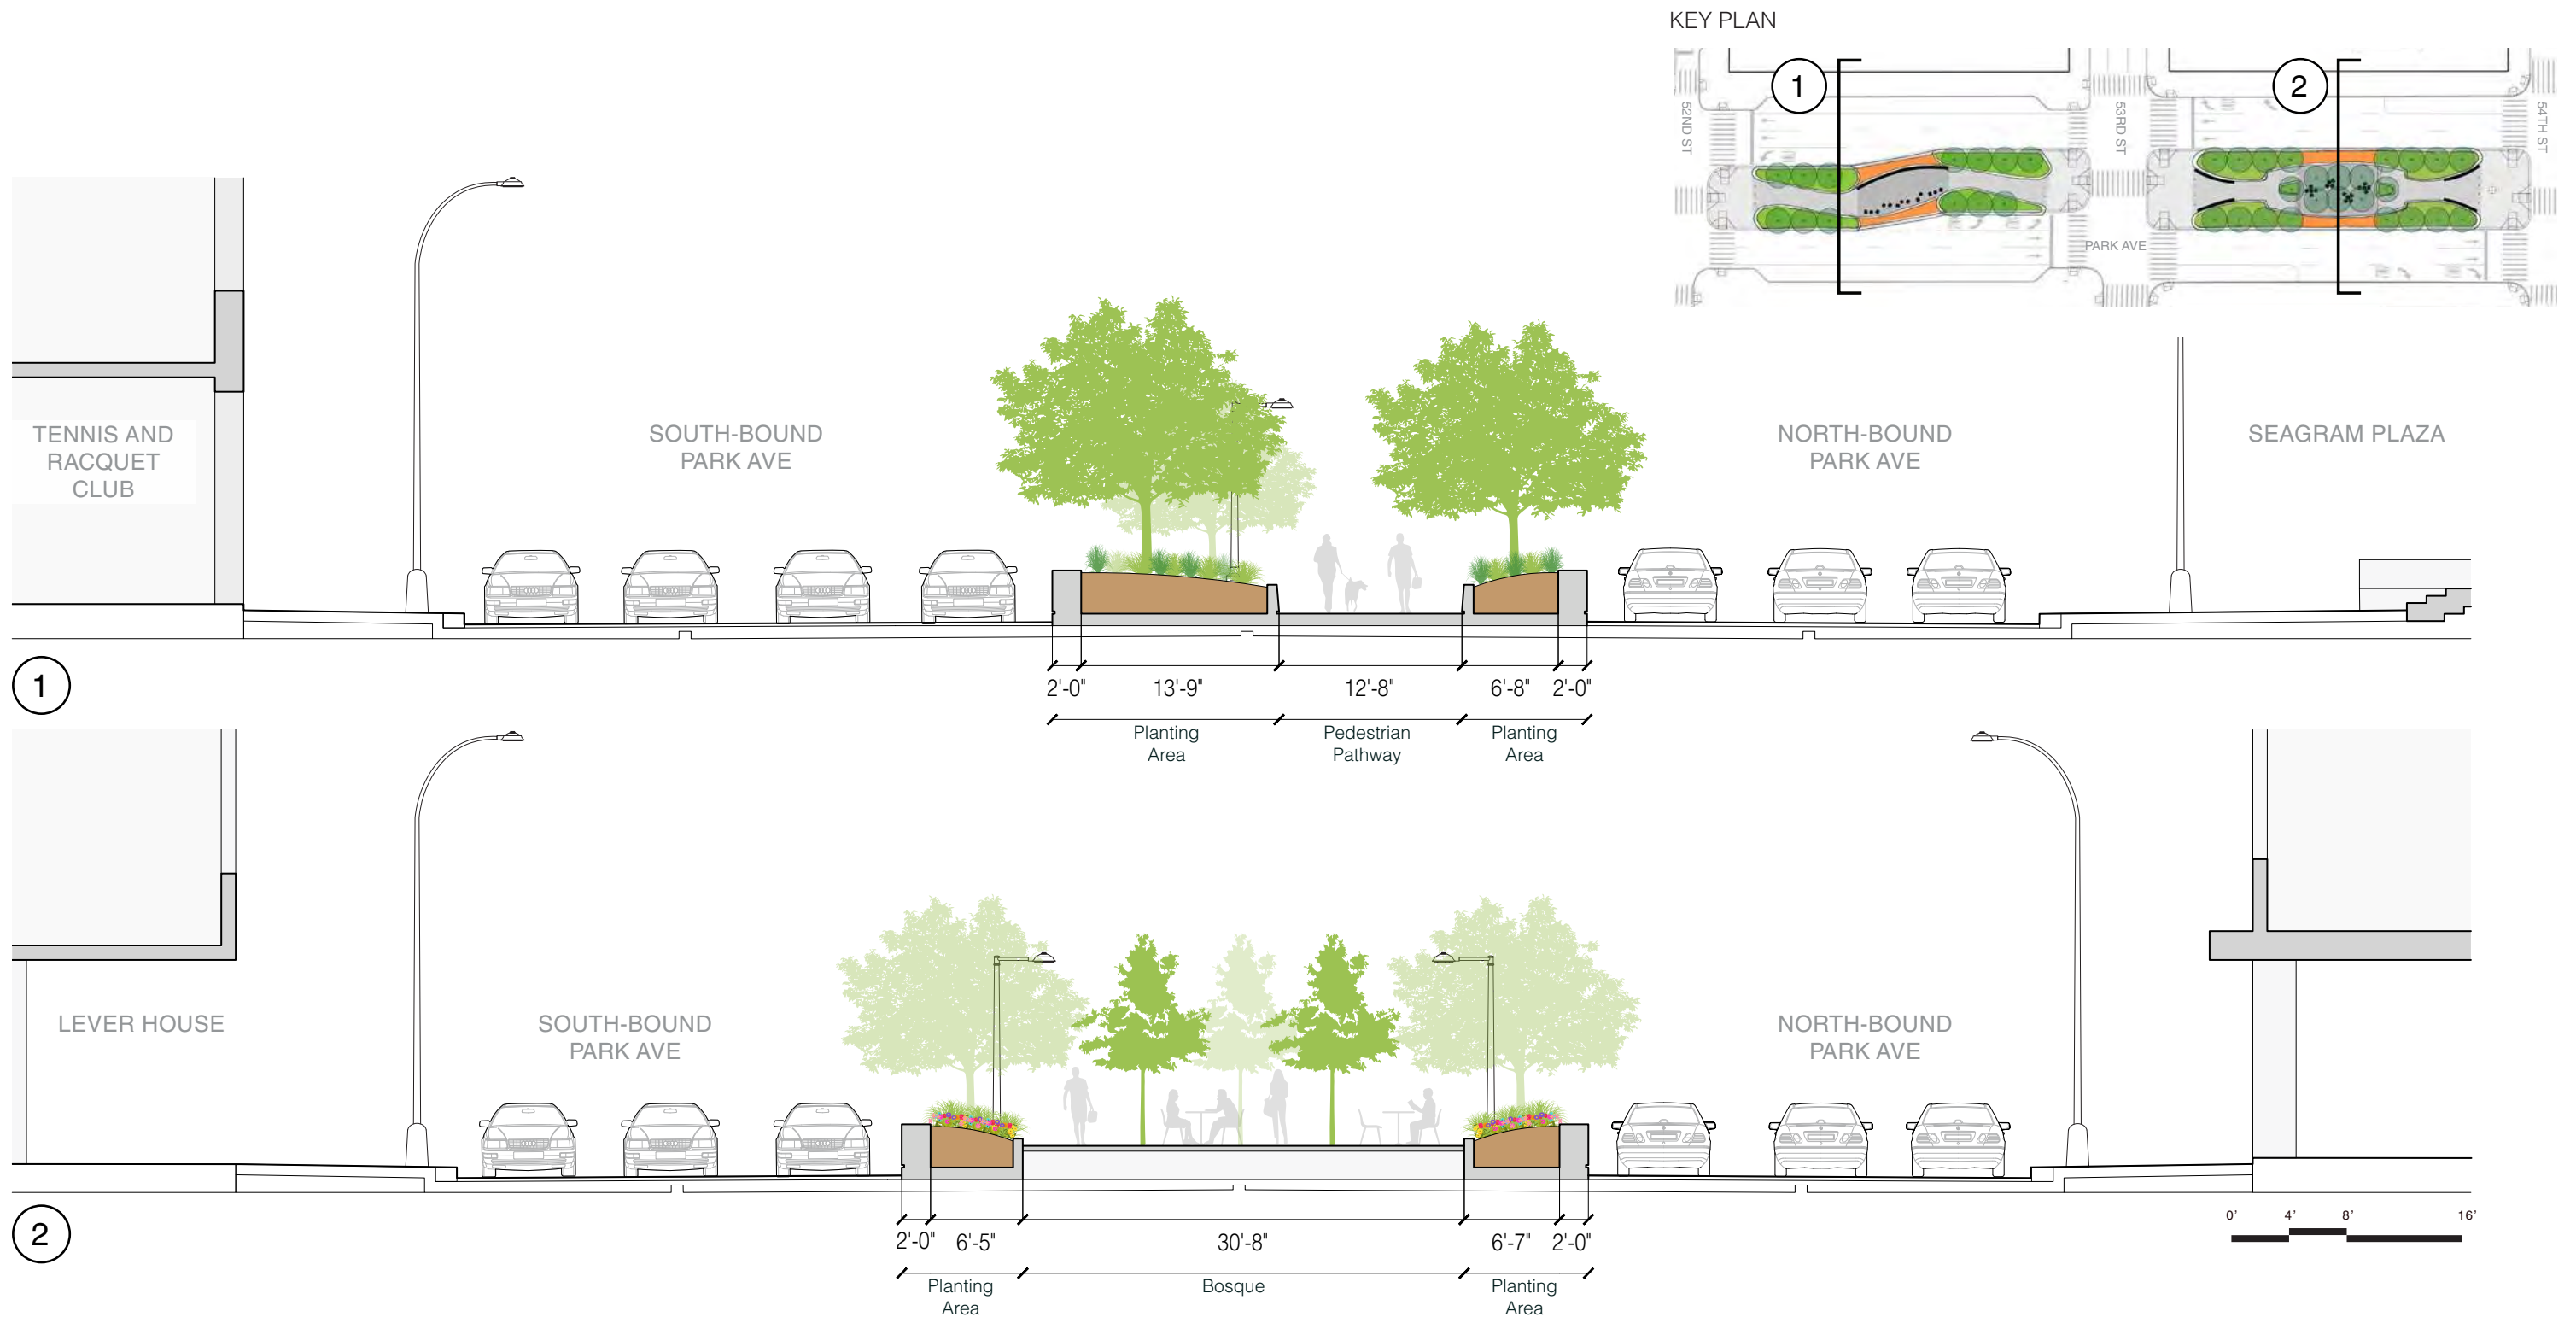 KEY PLAN
1
2
52ND ST
53RD ST
54TH ST
PARK AVE
TENNIS AND
RACQUET
CLUB
SOUTH-BOUND
PARK AVE
NORTH-BOUND
PARK AVE
SEAGRAM PLAZA
1
2'-0"
13'-9"
12'-8"
6'-8"
2'-0"
Planting
Area
Pedestrian
Pathway
Planting
Area
LEVER HOUSE
SOUTH-BOUND
PARK AVE
NORTH-BOUND
PARK AVE
2
2'-0"
6'-5"
30'-8"
6'-7"
2'-0"
Planting
Area
Bosque
Planting
Area
0'
4'
8'
16'